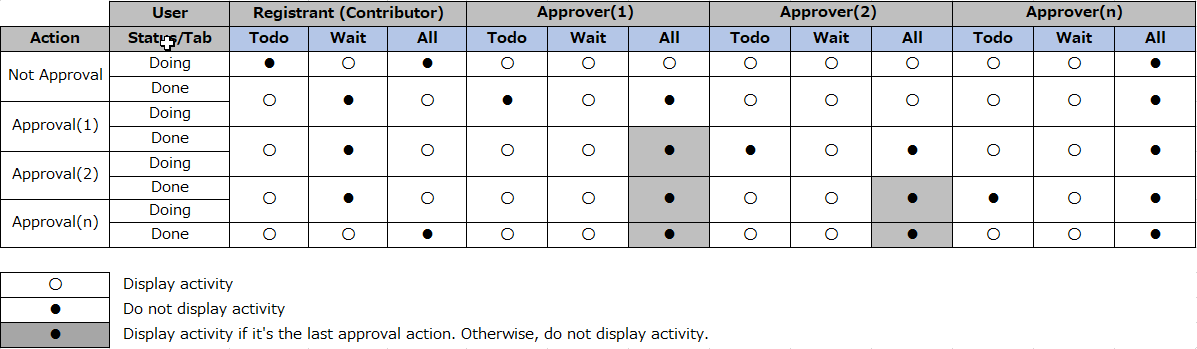 User Registrant (Contributor) Approver(1) Approver(2) Approver(n)
Action Status/Tab Todo Wait All Todo Wait All Todo Wait All Todo Wait All
Not Approval Doing ● ○ ● ○ ○ ○ ○ ○ ○ ○ ○ ●
Done ○ ● ○ ● ○ ● ○ ○ ○ ○ ○ ●
Approval(1) Doing
Done ○ ● ○ ○ ○ ● ● ○ ● ○ ○ ●
Approval(2) Doing
Done ○ ● ○ ○ ○ ● ○ ○ ● ● ○ ●
Approval(n) Doing
Done ○ ○ ● ○ ○ ● ○ ○ ● ○ ○ ●
○ Display activity
● Do not display activity
● Display activity if it's the last approval action. Otherwise, do not display activity.